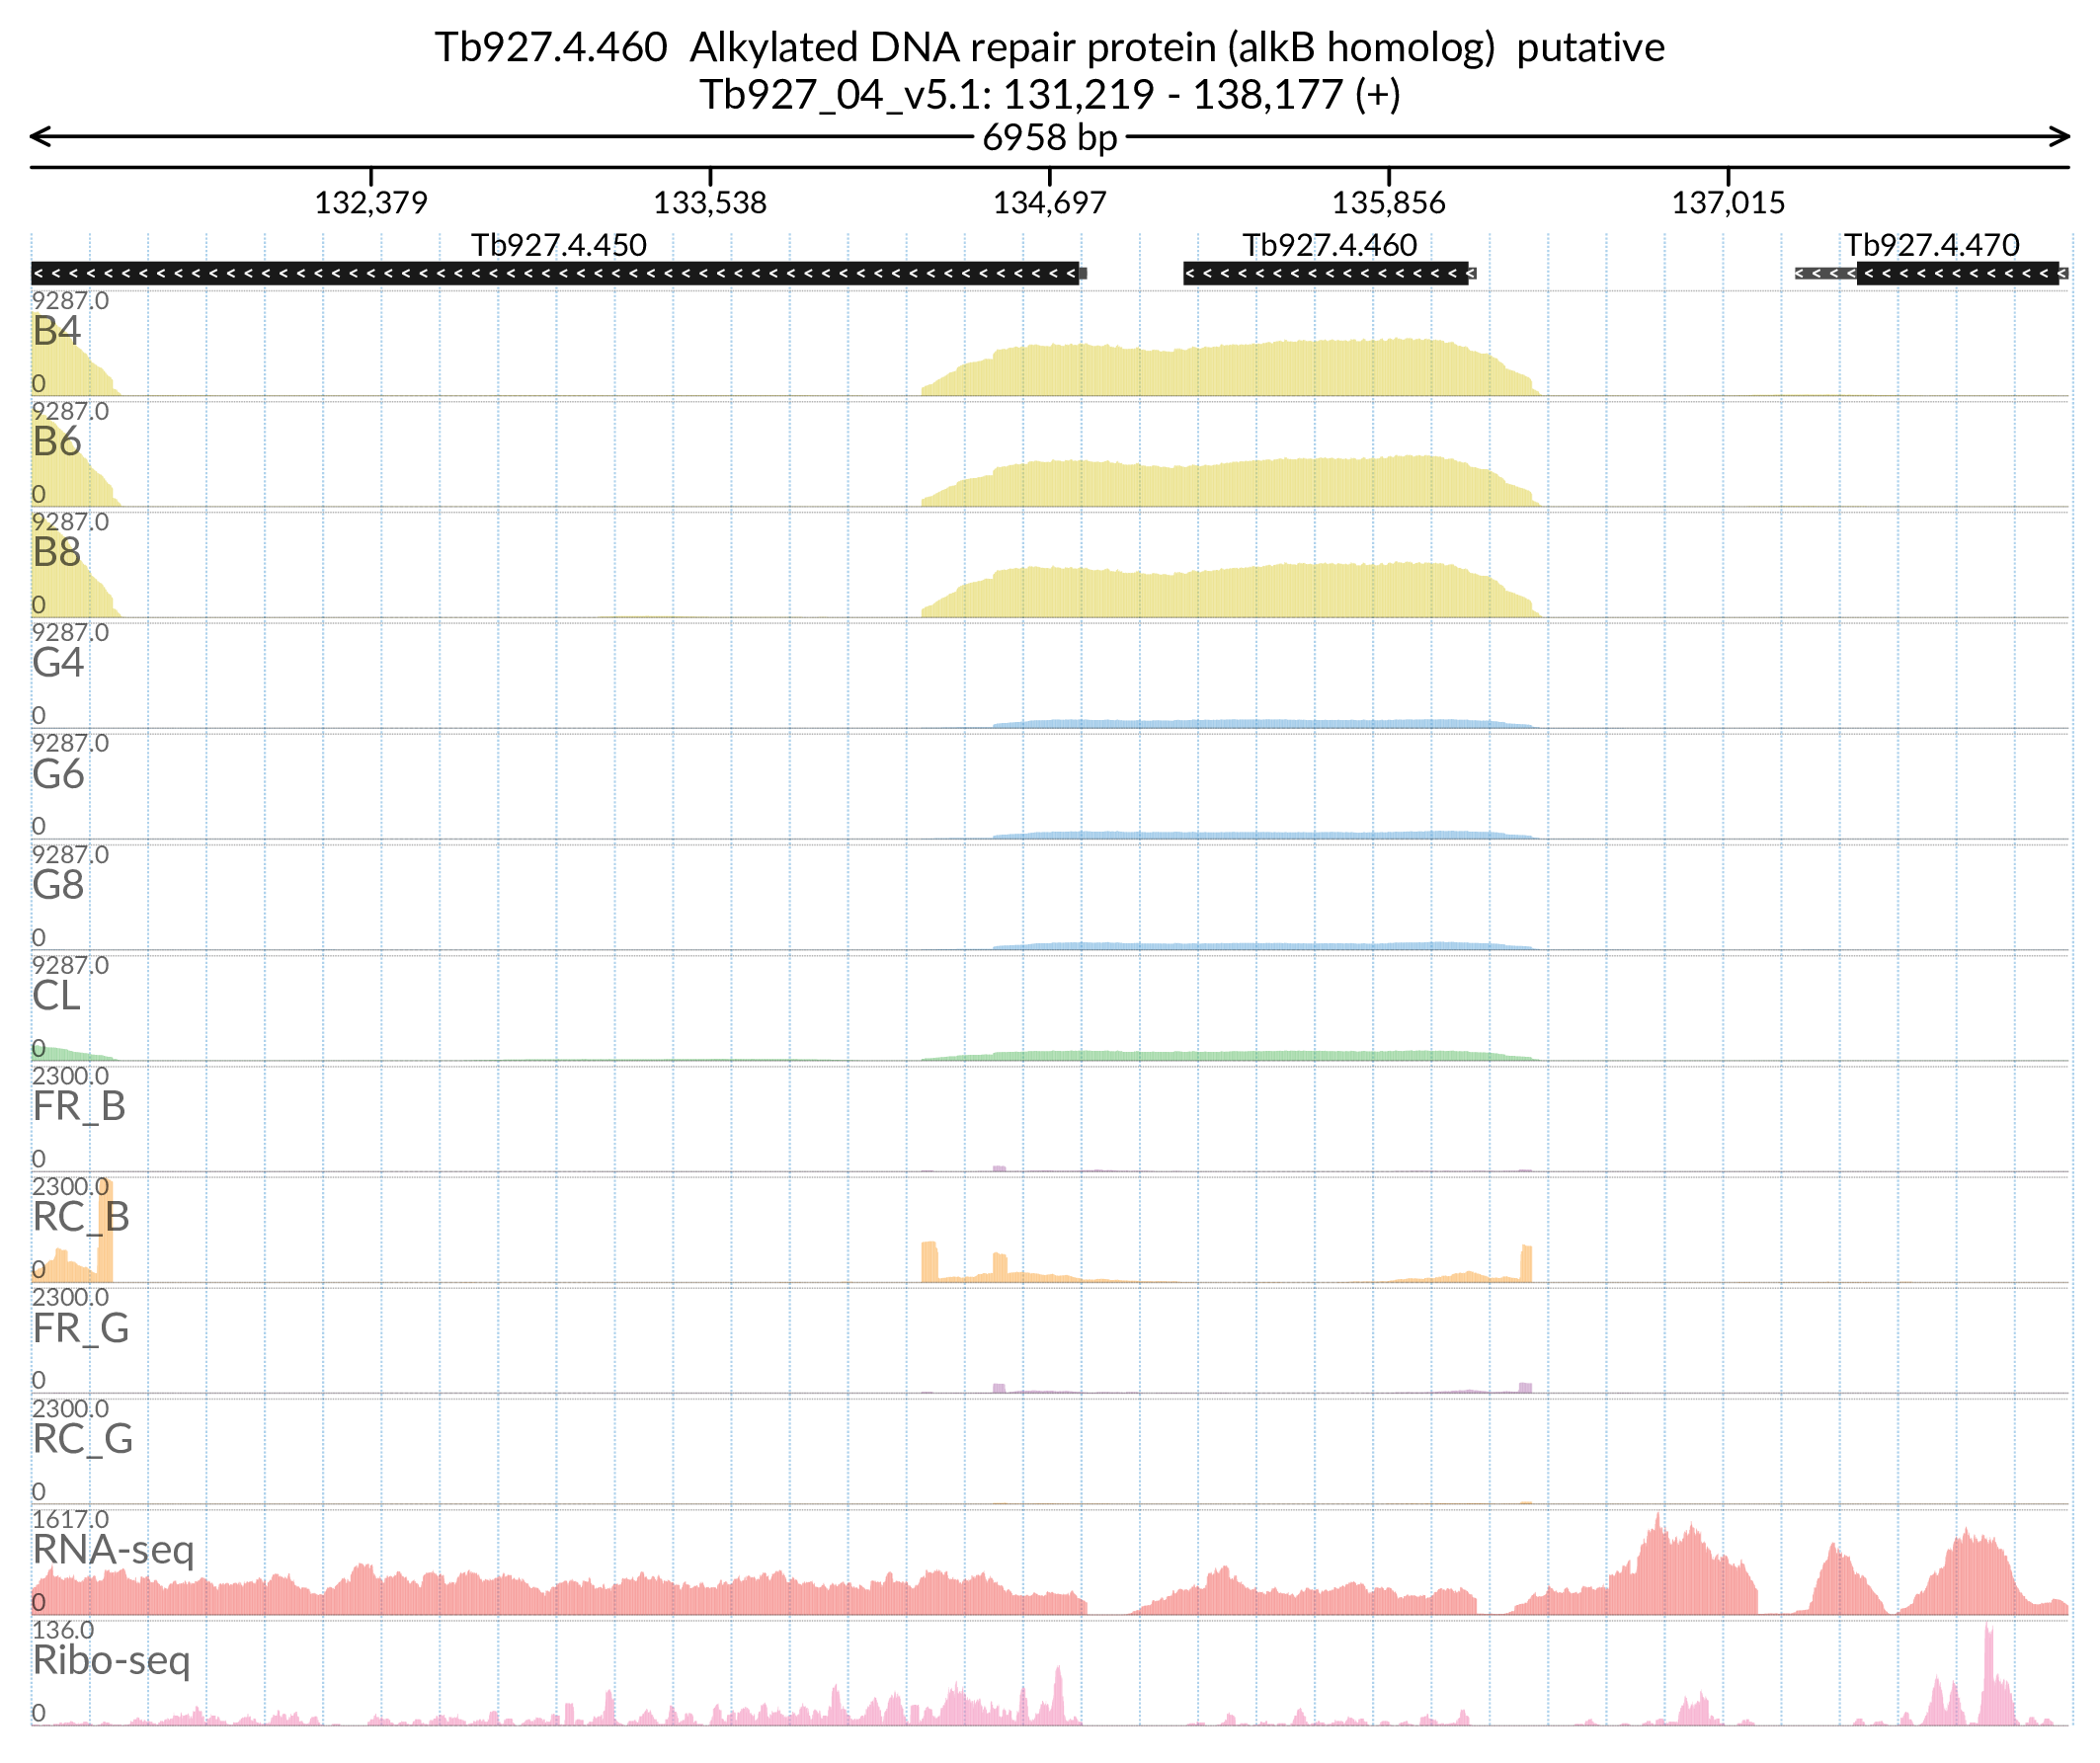 Tb927.4.460  Alkylated DNA repair protein (alkB homolog)  putative
Tb927_04_v5.1: 131,219 - 138,177 (+)
6958 bp
132,379 133,538 134,697 135,856 137,015
Tb927.4.450 Tb927.4.460 Tb927.4.470
9287.0
B4
0
9287.0
B6
0
9287.0
B8
0
9287.0
G4
0
9287.0
G6
0
9287.0
G8
0
9287.0
CL
0
2300.0
FR_B
0
2300.0
RC_B
0
2300.0
FR_G
0
2300.0
RC_G
0
1617.0
RNA-seq
0
136.0
Ribo-seq
0